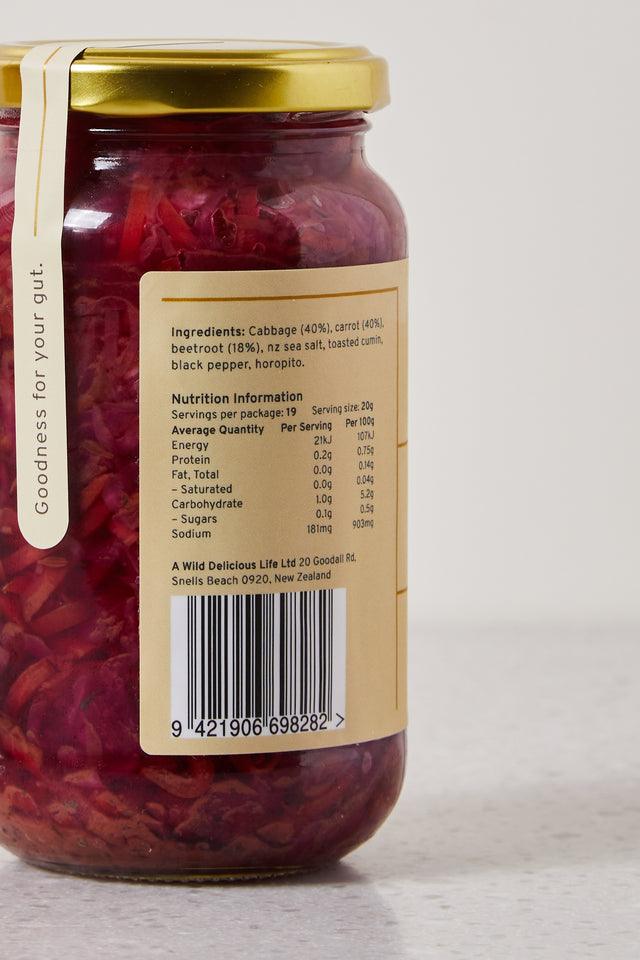 Goodness for your gut.
Ingredients: Cabbage (40%), carrot (40%),
beetroot (18%), nz sea salt, toasted cumin,
black pepper, horopito.
Nutrition Information
Servings per package: 19 Serving size: 20g
Average Quantity Per Serving Per 100g
Energy 21kJ 107kJ
Protein 0.2g 0.75g
Fat, Total 0.0g 0.14g
– Saturated 0.0g 0.04g
Carbohydrate 1.0g 5.2g
– Sugars 0.1g 0.5g
Sodium 181mg 903mg
A Wild Delicious Life Ltd 20 Goodall Rd,
Snells Beach 0920, New Zealand
9 421906 698282 >